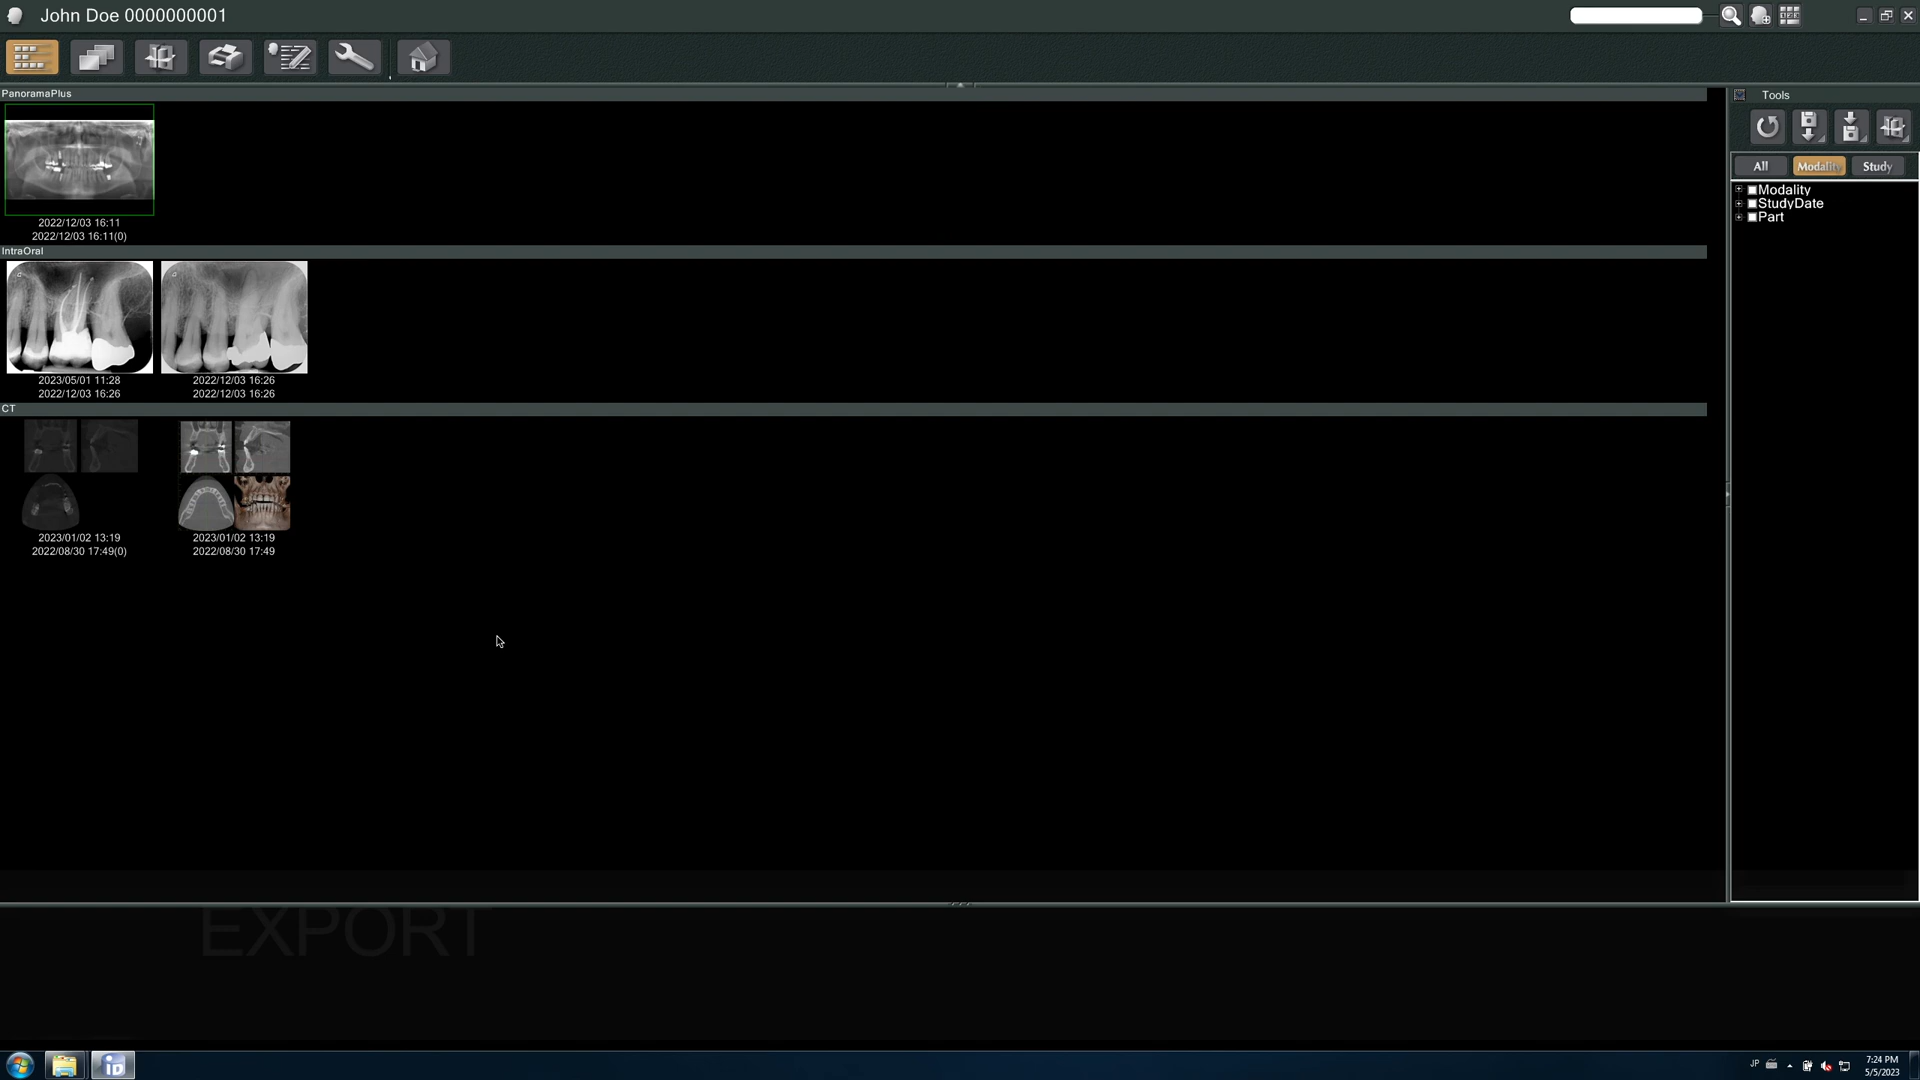 John Doe 0000000001
PanoramaPlus
2022/12/03 16:11
2022/12/03 16:11(0)
IntraOral
2023/05/01 11:28
2022/12/03 16:26
2022/12/03 16:26
2022/12/03 16:26
CT
2023/01/02 13:19
2022/08/30 17:49(0)
2023/01/02 13:19
2022/08/30 17:49
Tools
All
Modality
Study
Modality
StudyDate
Part
EXPORT
iD
JP
7:24 PM
5/5/2023